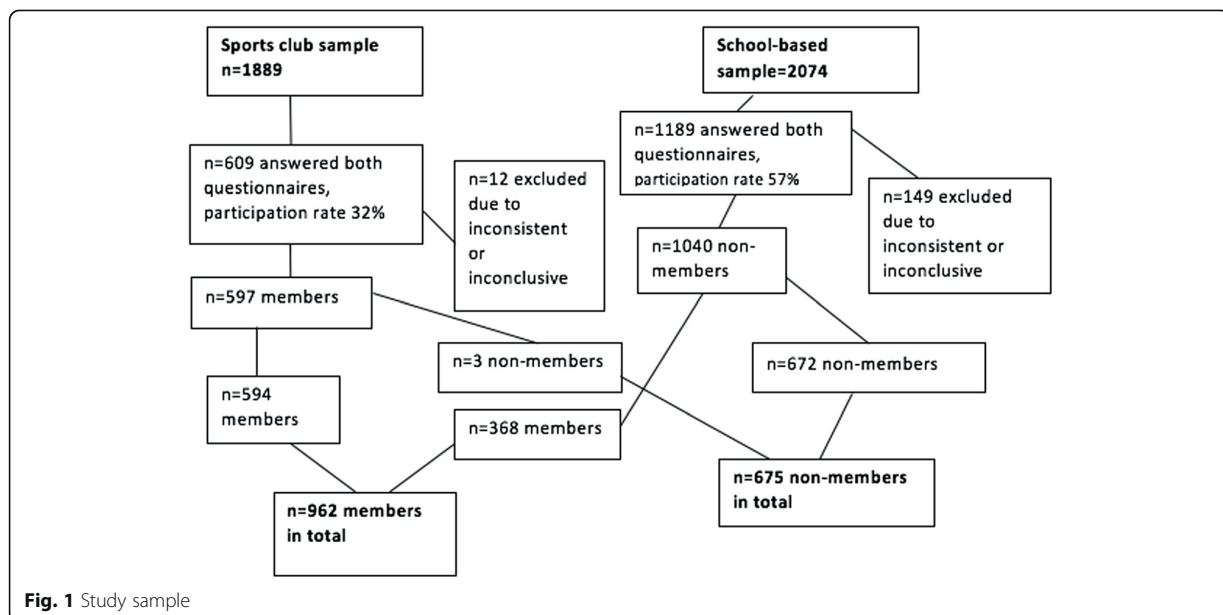 Sports club sample
n=1889
School-based
sample=2074
n=609 answered both
questionnaires,
participation rate 32%
n=12 excluded
due to
inconsistent
or
inconclusive
n=1189 answered both
questionnaires,
participation rate 57%
n=149 excluded
due to
inconsistent or
inconclusive
n=597 members
n=1040 non-
members
n=3 non-members
n=672 non-members
n=594
members
n=368 members
n=962 members
in total
n=675 non-members
in total
Fig. 1 Study sample